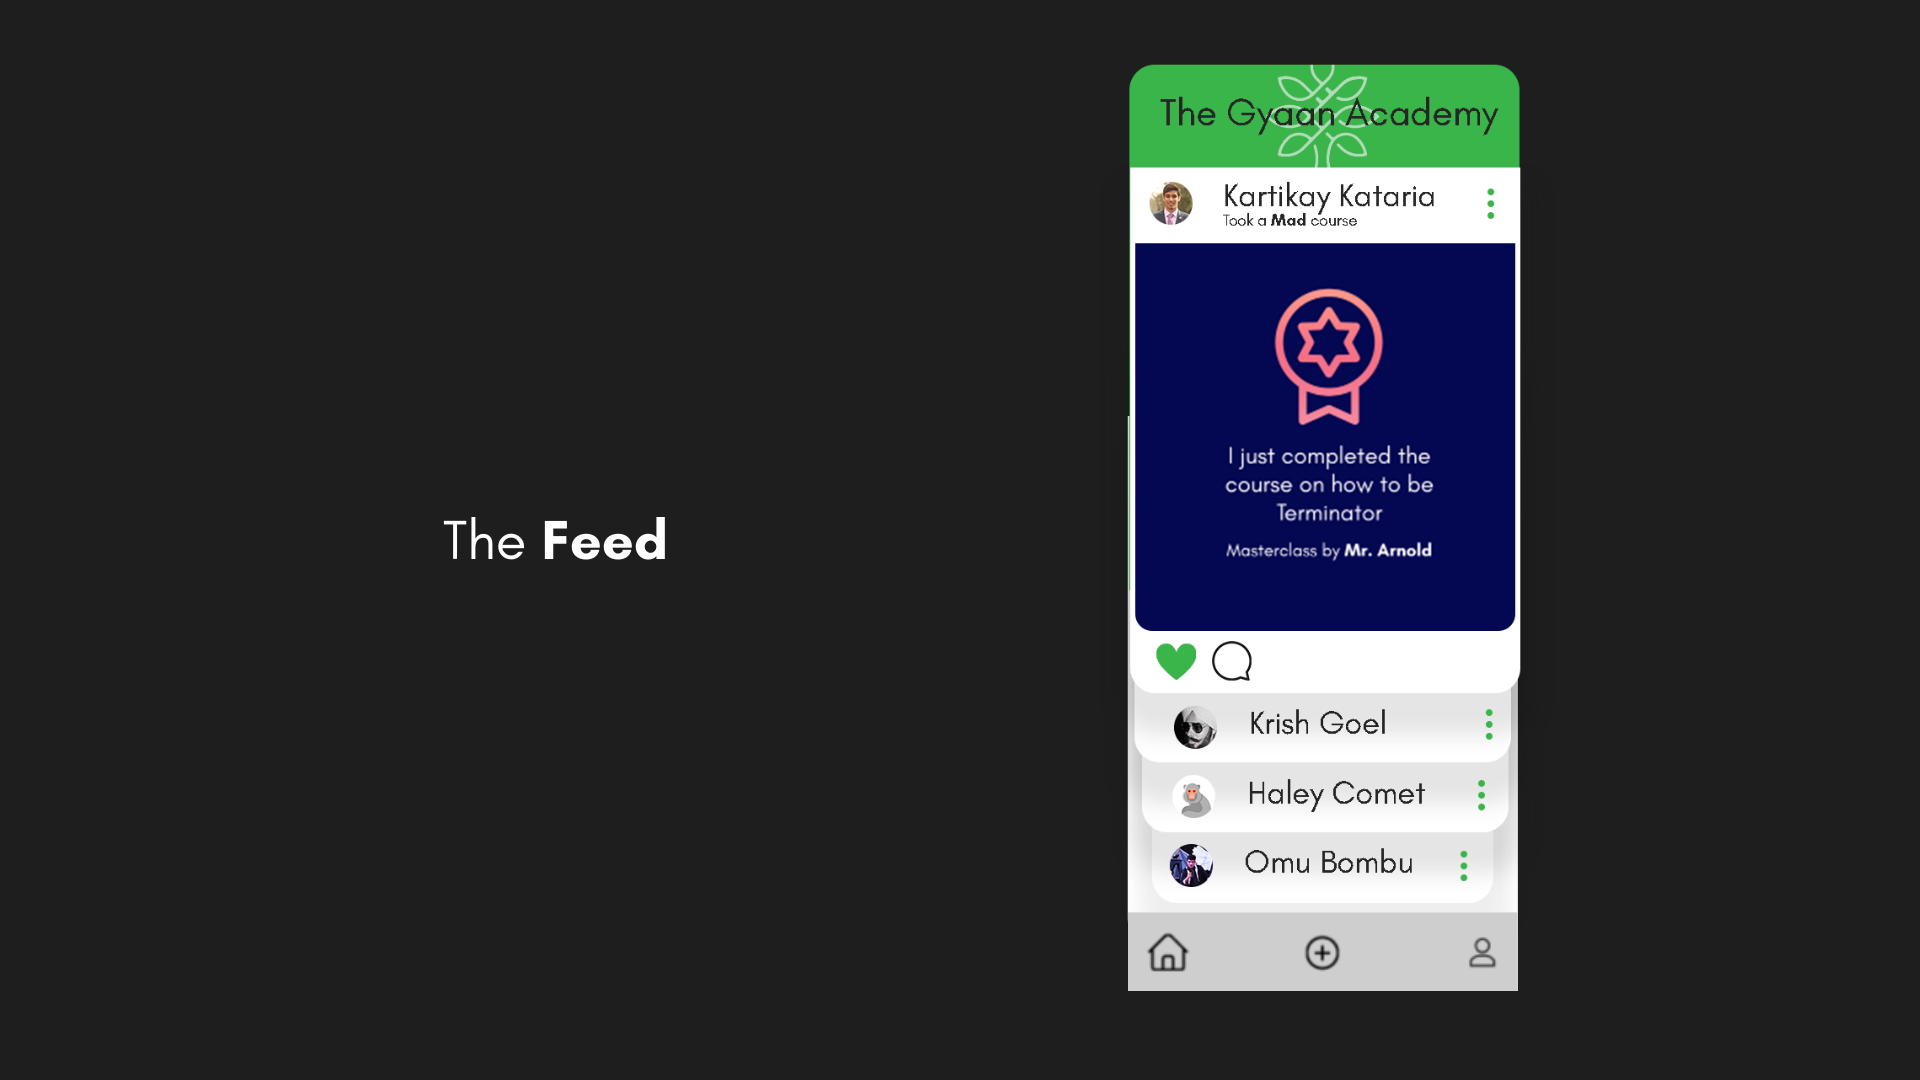 The Feed
The Gyaan Academy
Kartikay Kataria
Took a Mad course
I just completed the
course on how to be
Terminator
Masterclass by Mr. Arnold
Krish Goel
Haley Comet
Omu Bombu